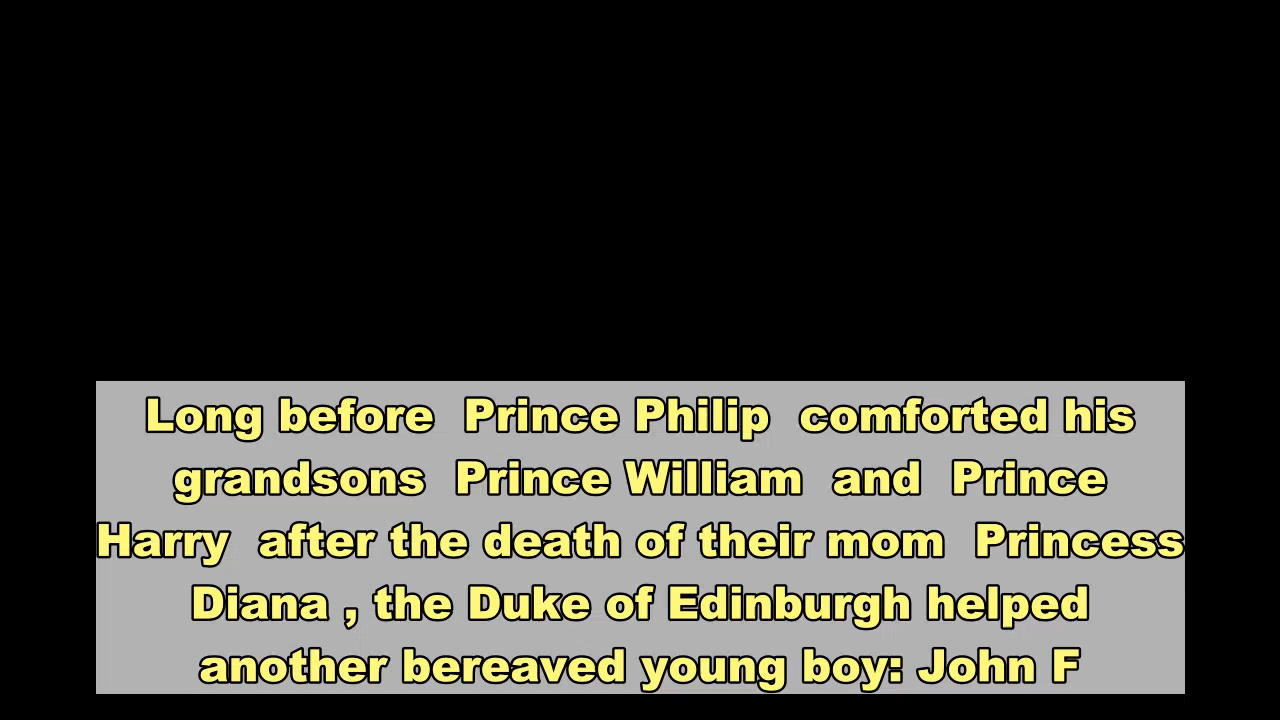 Long before  Prince Philip  comforted his
grandsons  Prince William  and  Prince
Harry  after the death of their mom  Princess
Diana , the Duke of Edinburgh helped
another bereaved young boy: John F